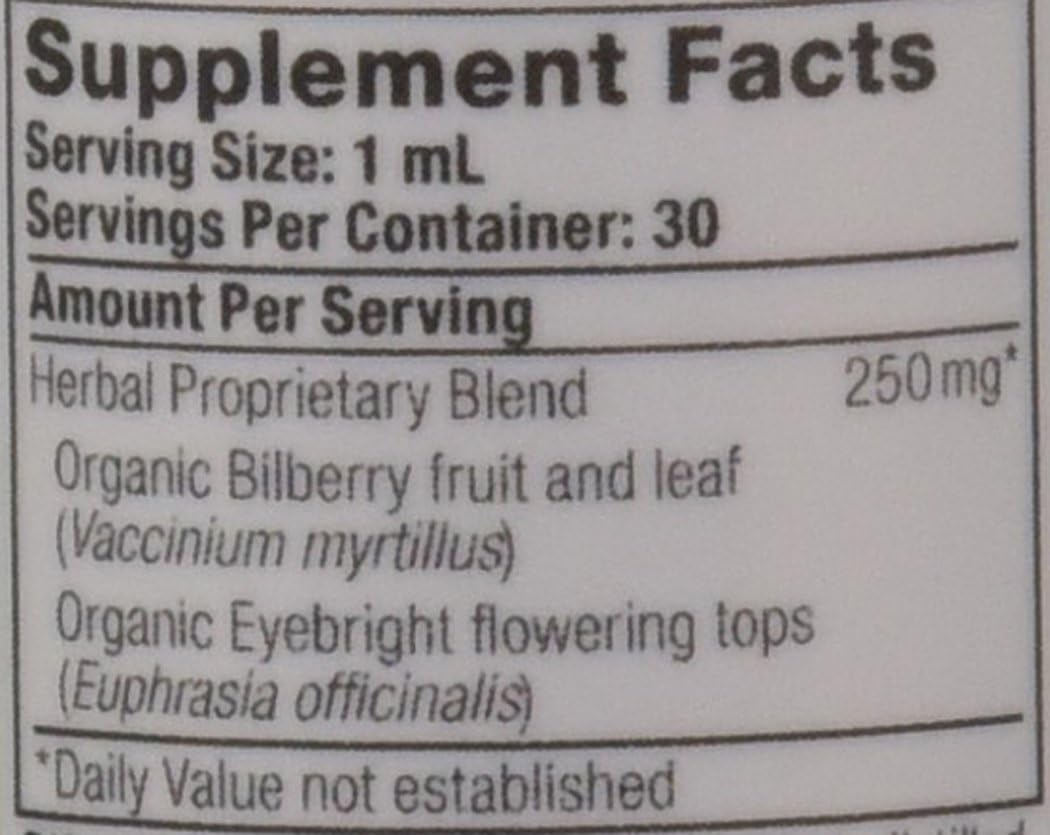 Supplement Facts
Serving Size: 1 mL
Servings Per Container: 30
Amount Per Serving
Herbal Proprietary Blend 250 mg*
Organic Bilberry fruit and leaf
(Vaccinium myrtillus)
Organic Eyebright flowering tops
(Euphrasia officinalis)
*Daily Value not established